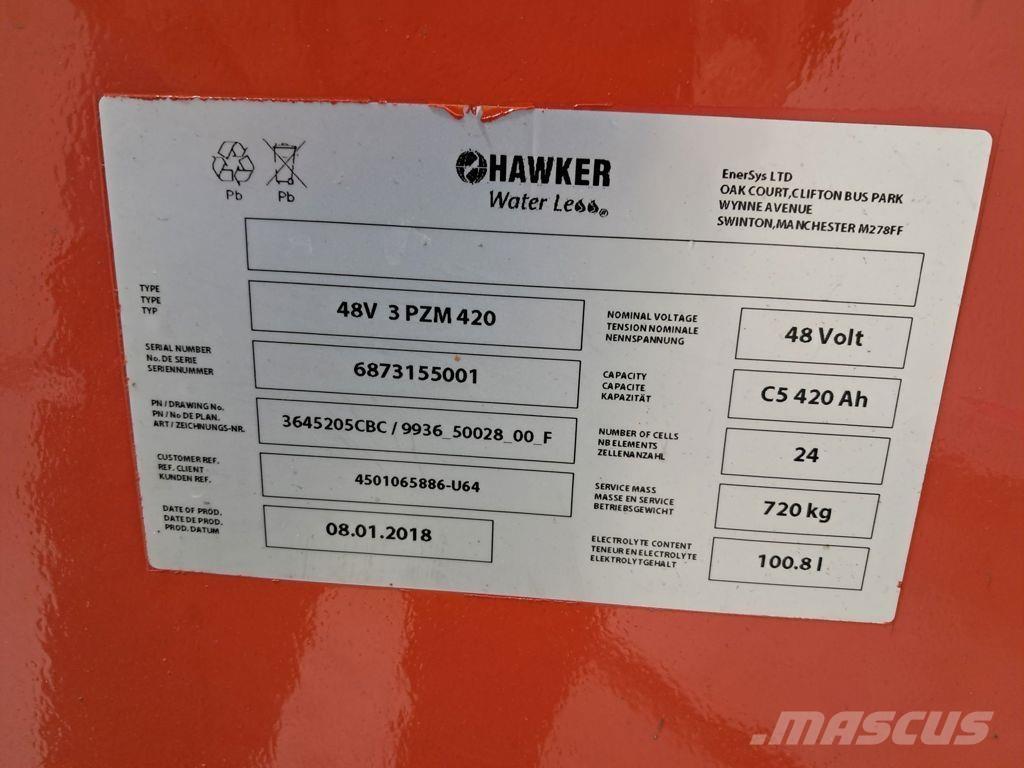 Pb Pb
HAWKER
Water Less®
EnerSys LTD
OAK COURT,CLIFTON BUS PARK
WYNNE AVENUE
SWINTON,MANCHESTER M278FF
TYPE
TYPE
TYP
48V 3 PZM 420
SERIAL NUMBER
No. DE SERIE
SERIENNUMMER
6873155001
PN / DRAWING No.
PN / No DE PLAN.
ART / ZEICHNUNGS-NR.
3645205CBC / 9936_50028_00_F
CUSTOMER REF.
REF. CLIENT
KUNDEN REF.
4501065886-U64
DATE OF PROD.
DATE DE PROD.
PROD. DATUM
08.01.2018
NOMINAL VOLTAGE
TENSION NOMINALE
NENNSPANNUNG
48 Volt
CAPACITY
CAPACITE
KAPAZITÄT
C5 420 Ah
NUMBER OF CELLS
NB ELEMENTS
ZELLENANZAHL
24
SERVICE MASS
MASSE EN SERVICE
BETRIEBSGEWICHT
720 kg
ELECTROLYTE CONTENT
TENEUR EN ELECTROLYTE
ELEKTROLYTGEHALT
100.8 l
MASCUS